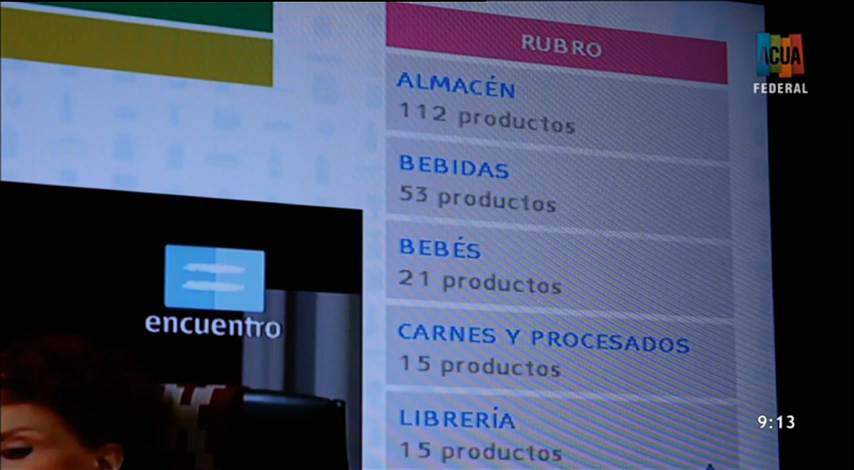 RUBRO
ALMACÉN
112 productos
BEBIDAS
53 productos
BEBÉS
21 productos
CARNES Y PROCESADOS
15 productos
LIBRERÍA
15 productos
encuentro
ACUA
FEDERAL
9:13